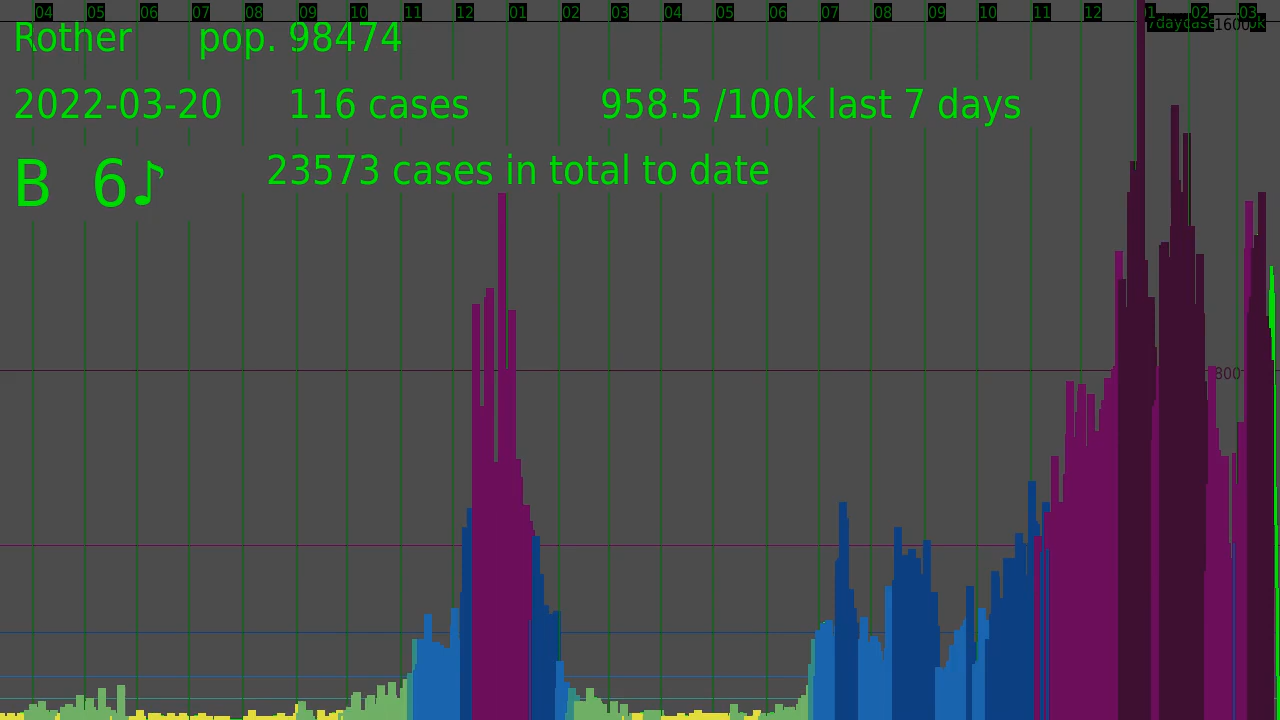 04 05 06 07 08 09 10 11 12 01 02 03 04 05 06 07 08 09 10 11 12 1 02 03
Rother pop. 98474
1600
2022-03-20 116 cases 958.5 /100k last 7 days
B 6♪ 23573 cases in total to date
800